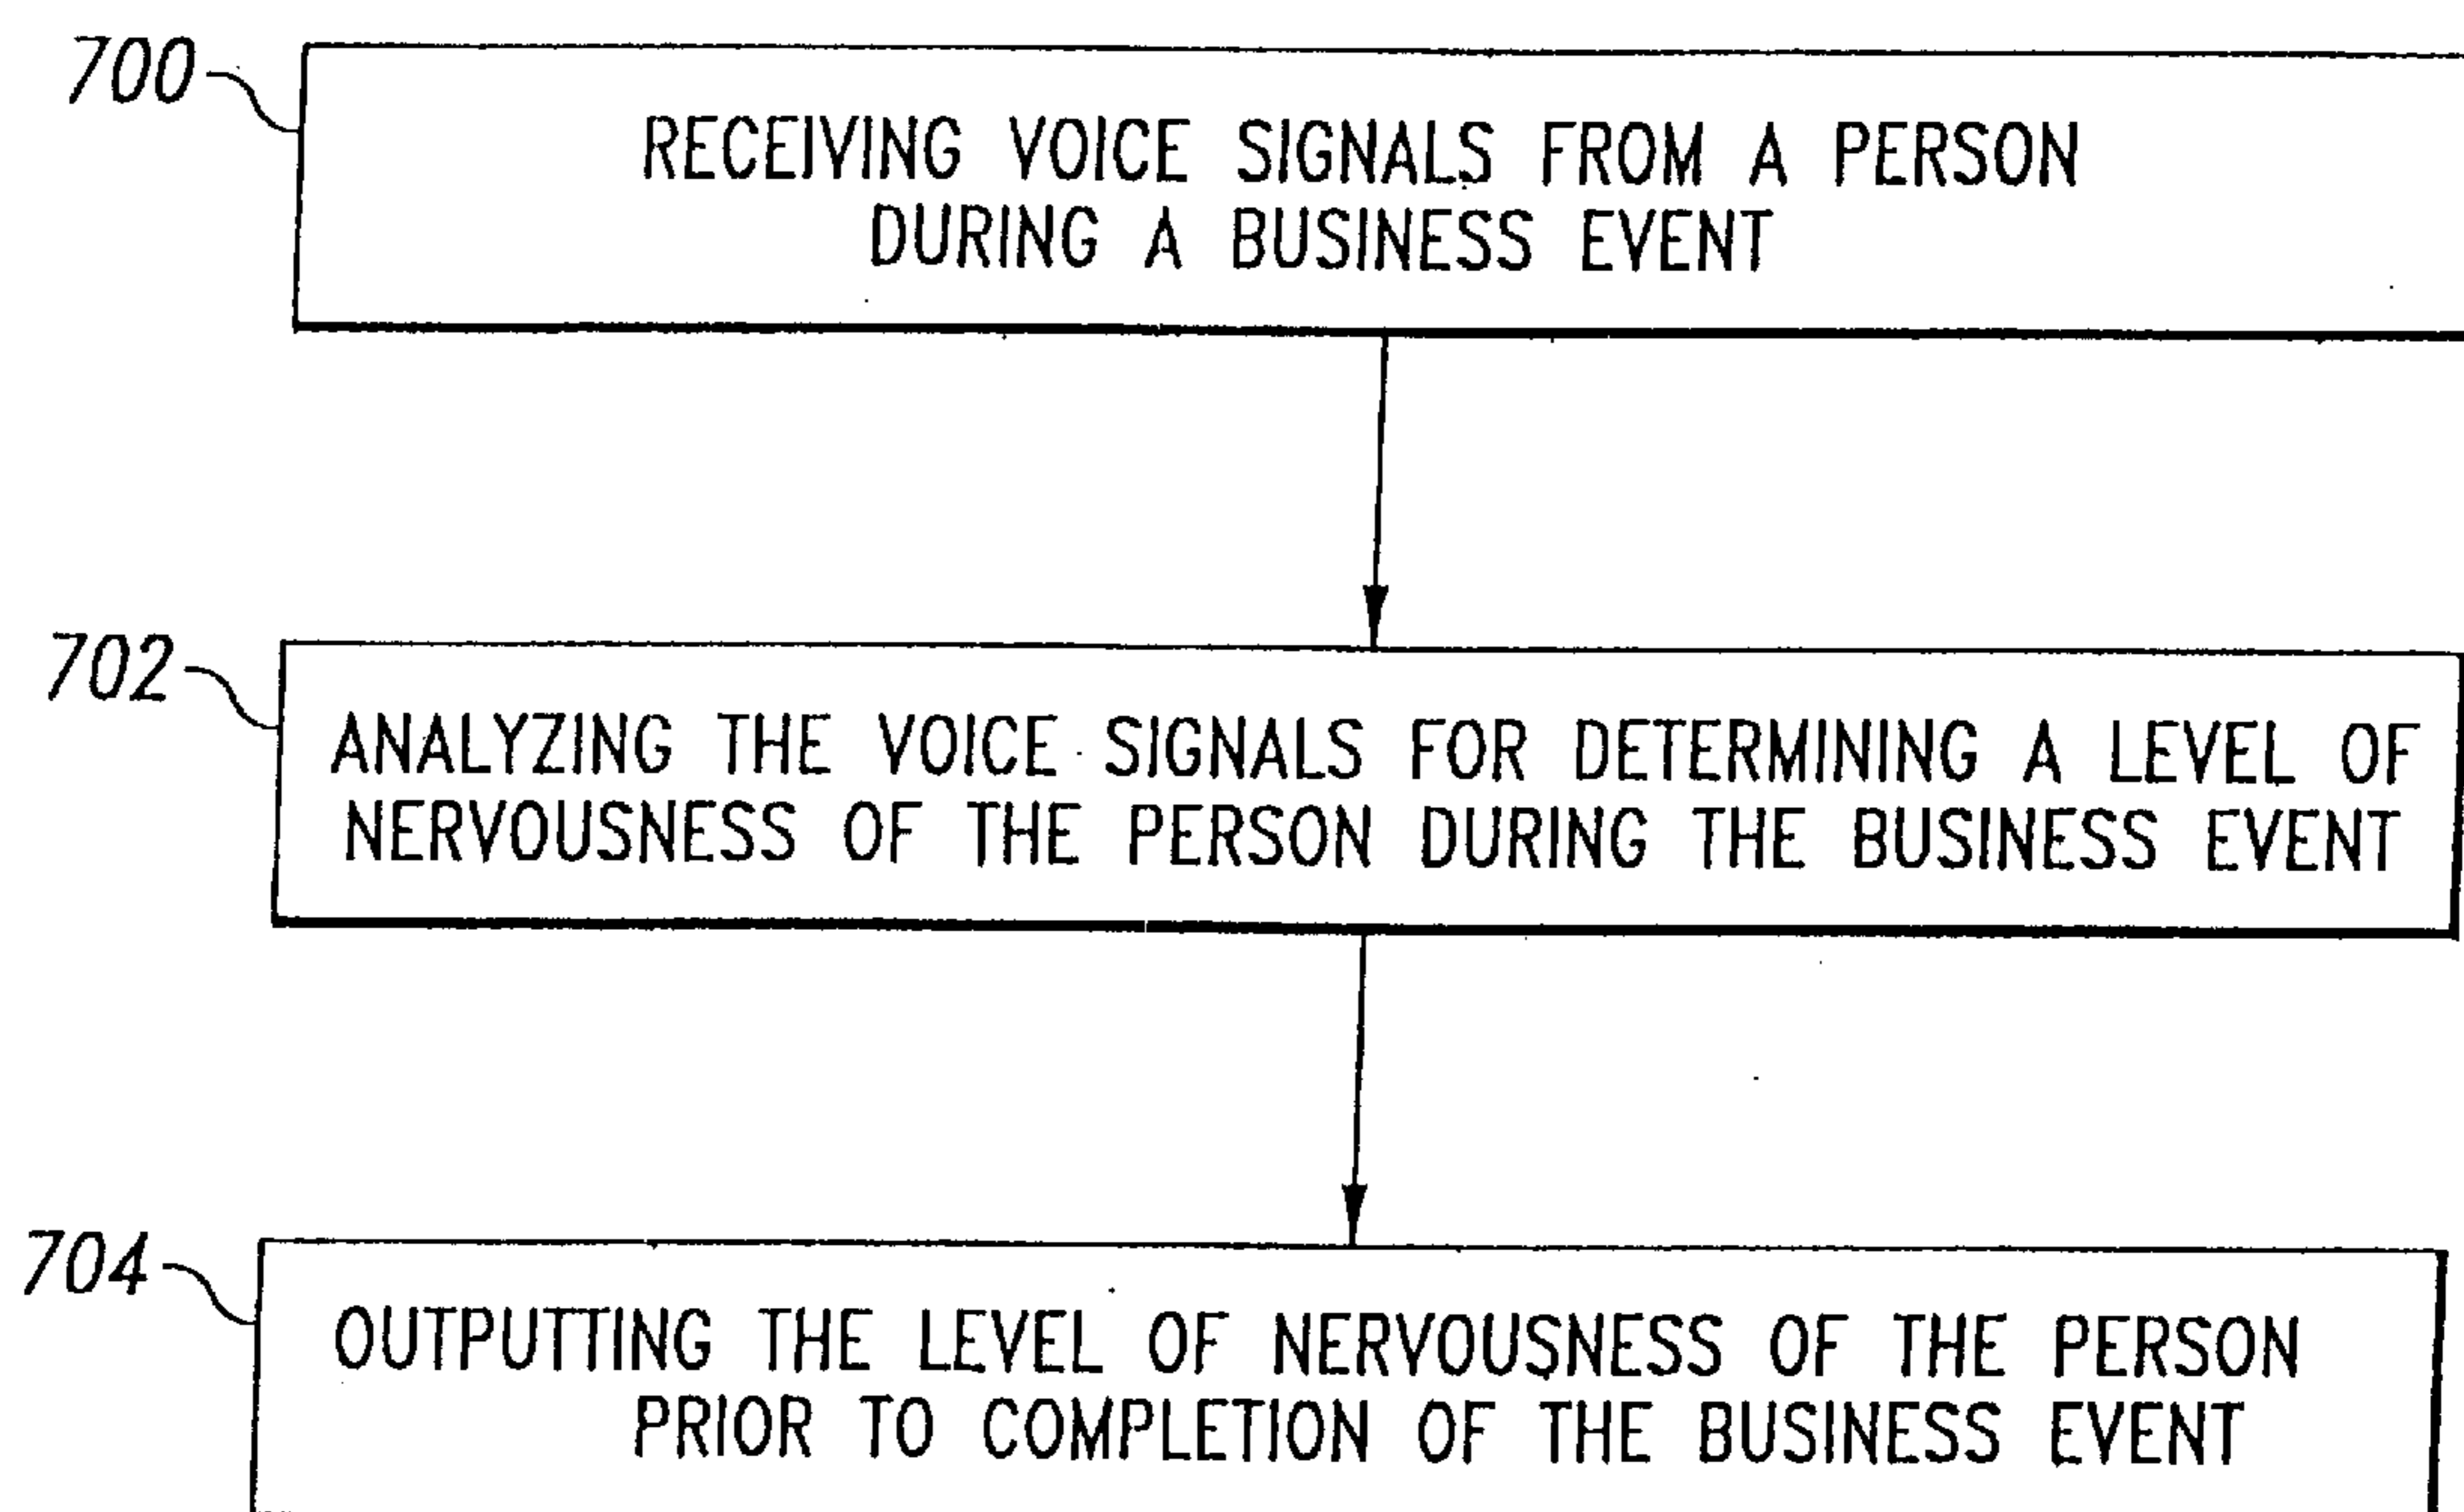 700
RECEIVING VOICE SIGNALS FROM A PERSON
DURING A BUSINESS EVENT
702
ANALYZING THE VOICE SIGNALS FOR DETERMINING A LEVEL OF
NERVOUSNESS OF THE PERSON DURING THE BUSINESS EVENT
704
OUTPUTTING THE LEVEL OF NERVOUSNESS OF THE PERSON
PRIOR TO COMPLETION OF THE BUSINESS EVENT